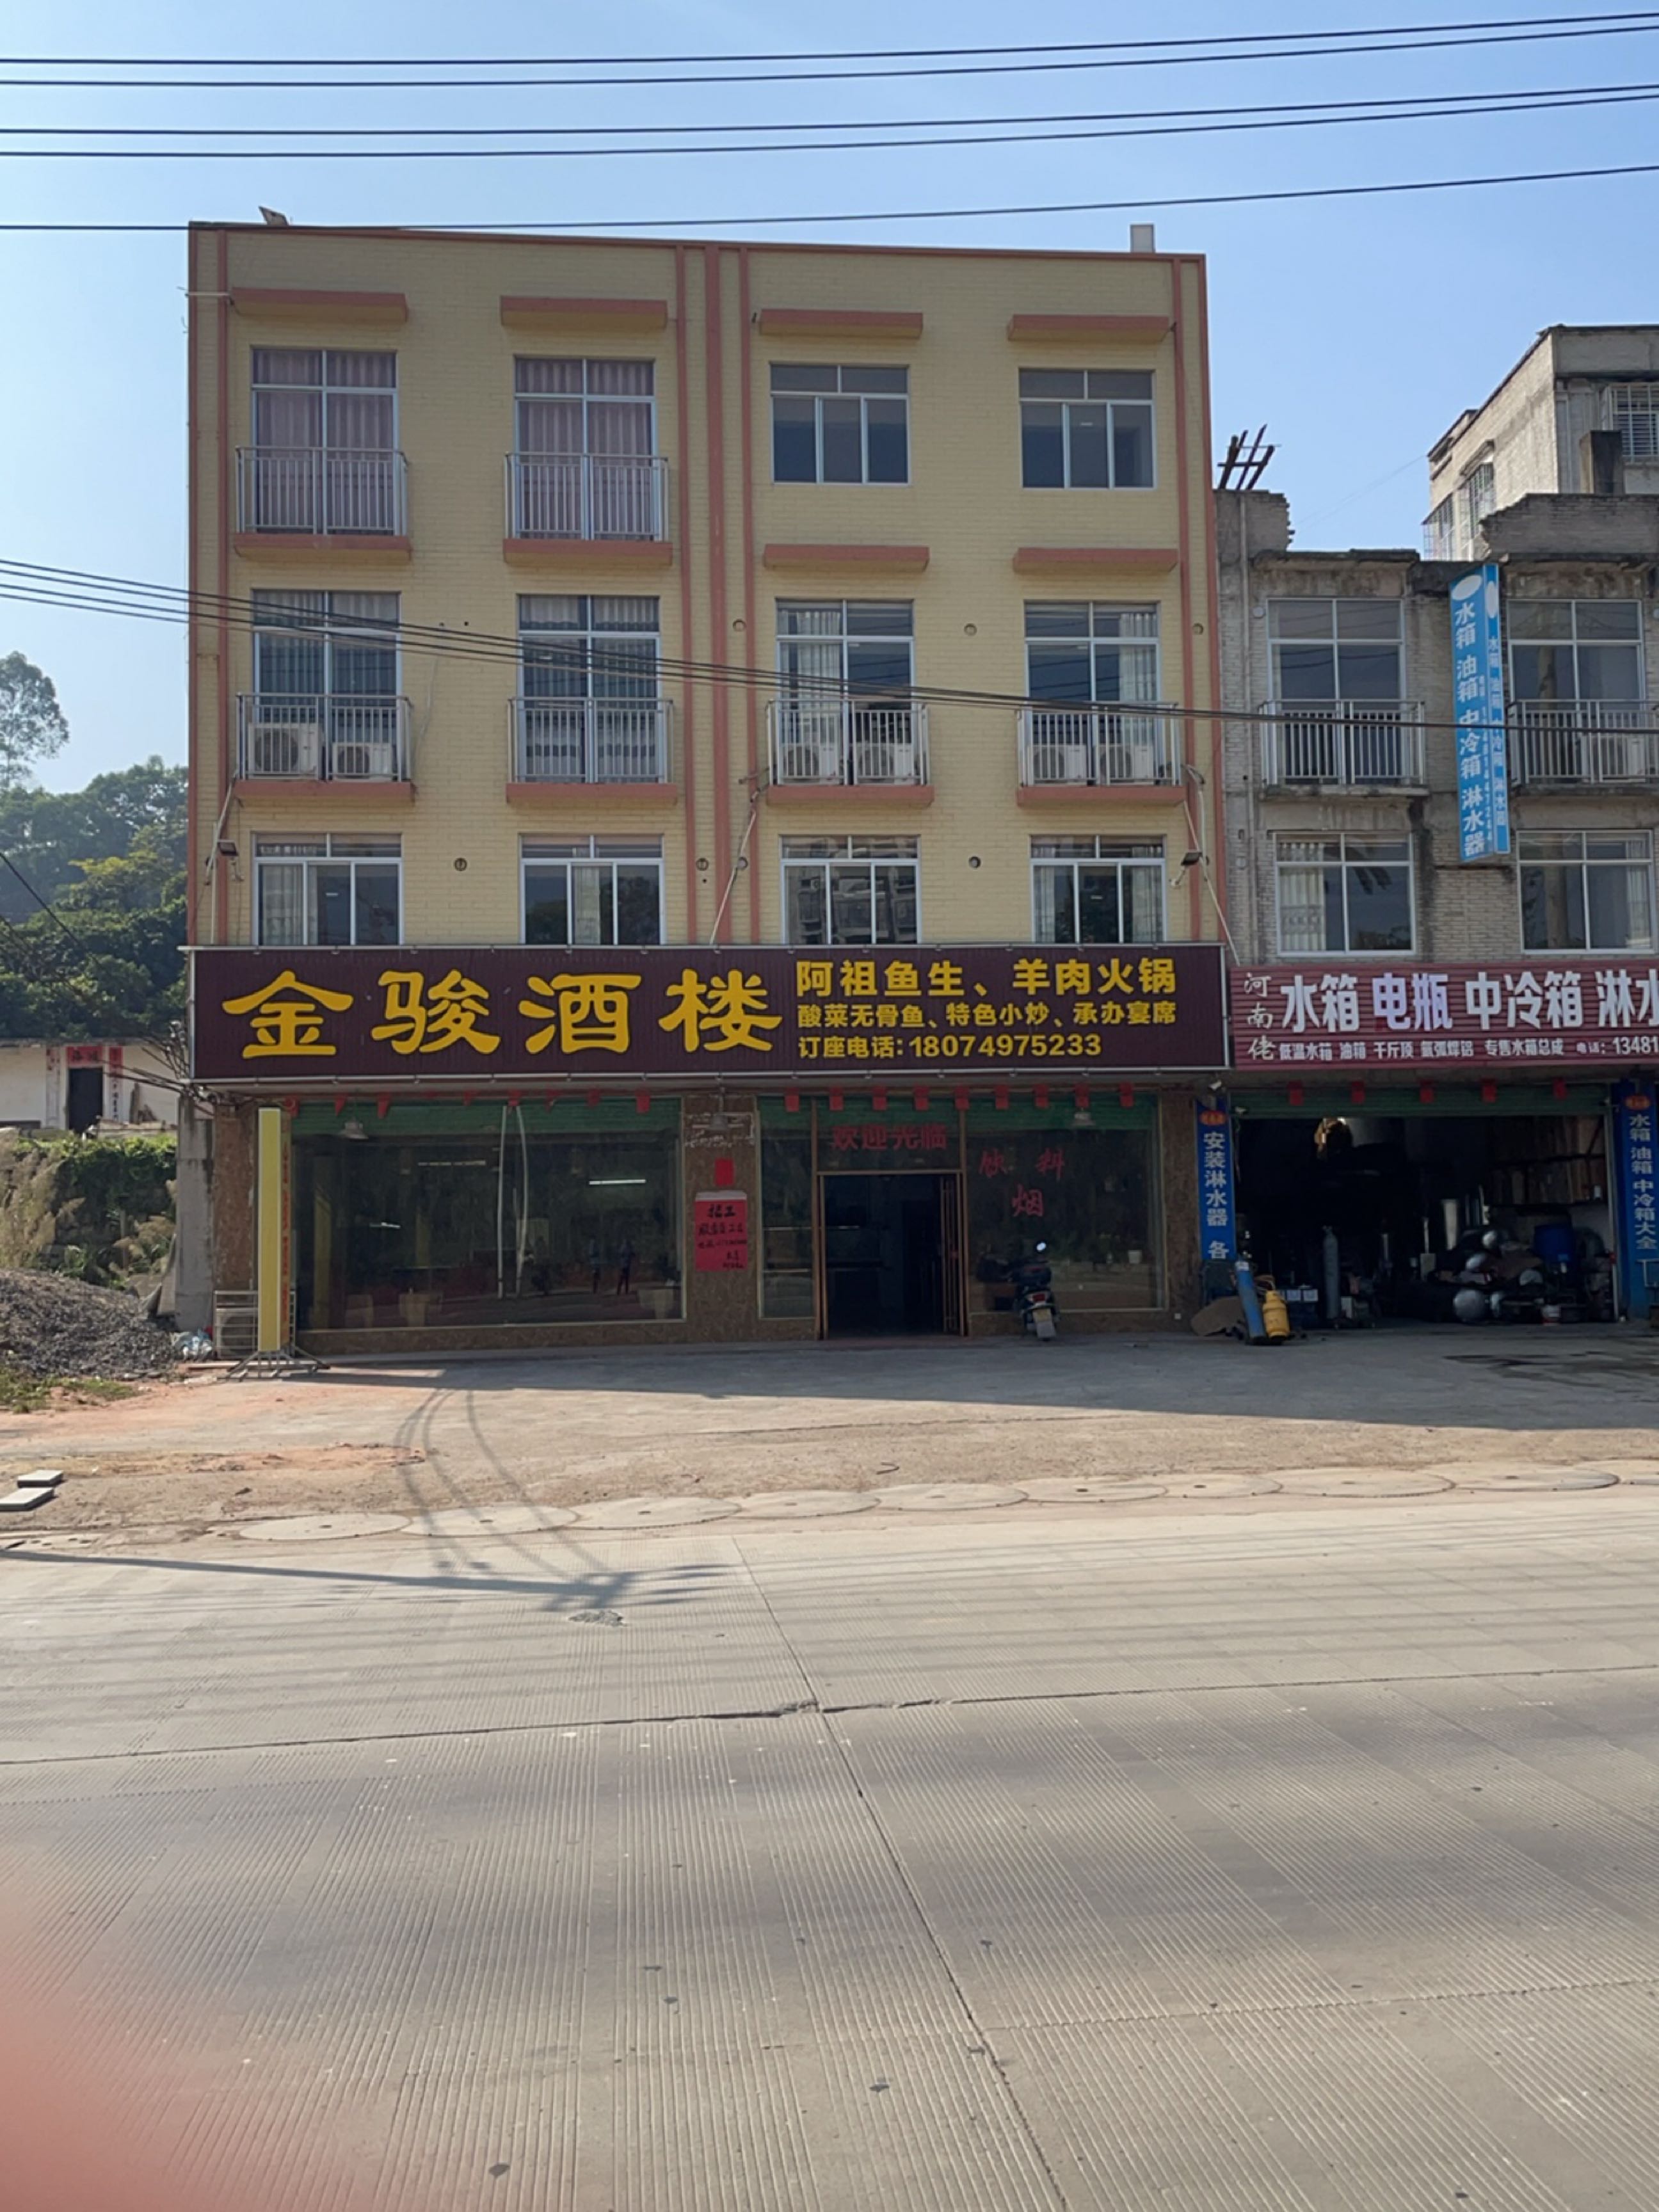 金骏酒楼
阿祖鱼生、羊肉火锅
酸菜无骨鱼、特色小炒、承办宴席
订座电话:18074975233
河南佬
水箱 电瓶 中冷箱 淋水
低温水箱 油箱 千斤顶 氩弧焊铝 专售水箱总成 电话:13481
水箱 油箱 中冷箱 淋水器
欢迎光临
饮料
烟
招工
安装淋水器 各
水箱 油箱 中冷箱大全